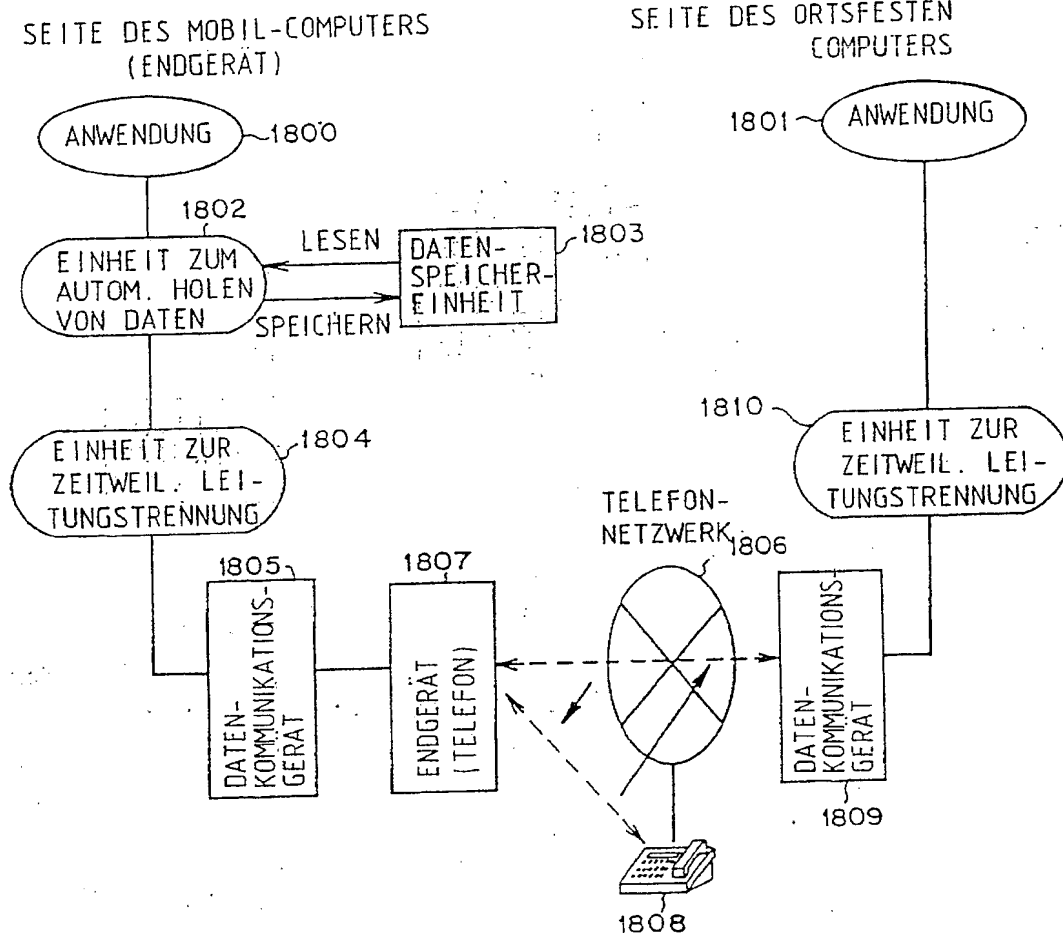 SEITE DES MOBIL-COMPUTERS
(ENDGERÄT)
SEITE DES ORTSFESTEN
COMPUTERS
ANWENDUNG
1800
1801
ANWENDUNG
1802
EINHEIT ZUM
AUTOM. HOLEN
VON DATEN
LESEN
SPEICHERN
DATEN-
SPEICHER-
EINHEIT
1803
EINHEIT ZUR
ZEITWEIL. LEI-
TUNGSTRENNUNG
1804
1810
EINHEIT ZUR
ZEITWEIL. LEI-
TUNGSTRENNUNG
TELEFON-
NETZWERK
1806
1805
DATEN-
KOMMUNIKATIONS-
GERÄT
1807
ENDGERÄT
(TELEFON)
DATEN-
KOMMUNIKATIONS-
GERÄT
1809
1808